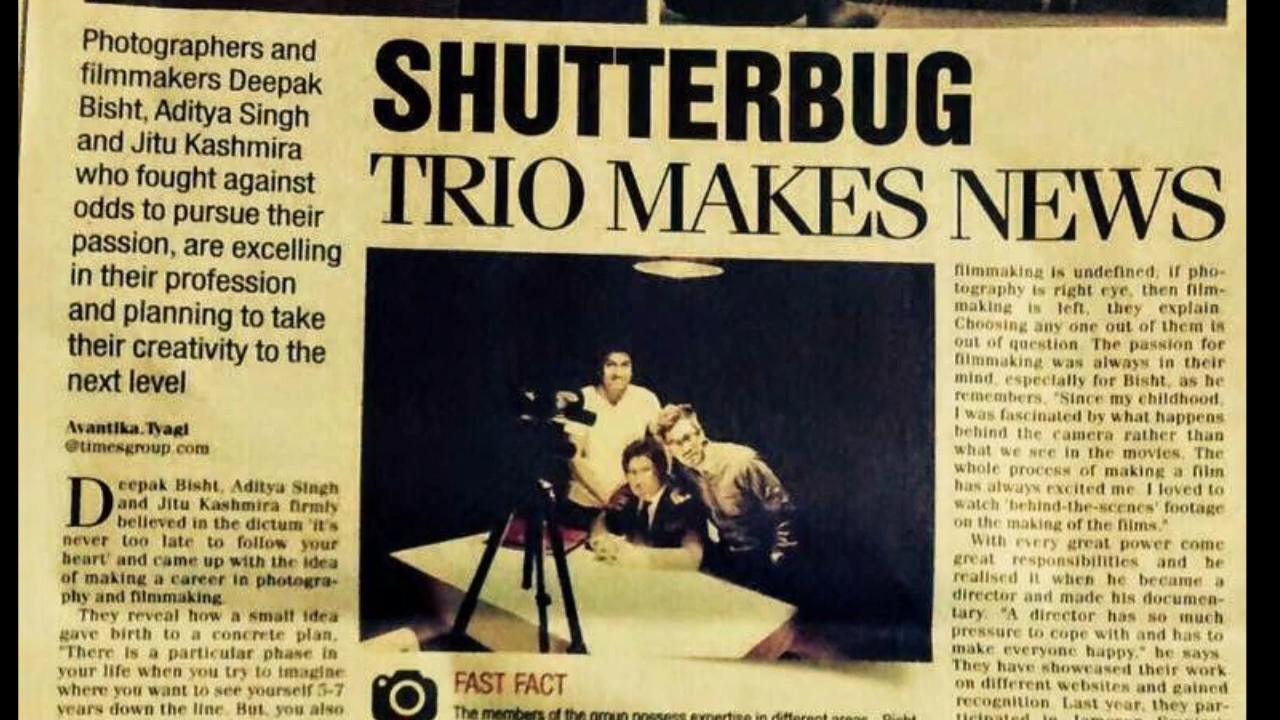 Photographers and
filmmakers Deepak
Bisht, Aditya Singh
and Jitu Kashmira
who fought against
odds to pursue their
passion, are excelling
in their profession
and planning to take
their creativity to the
next level
Avantika.Tyagi
@timesgroup.com
Deepak Bisht, Aditya Singh
and Jitu Kashmira firmly
believed in the dictum 'it's
never too late to follow your
heart' and came up with the idea
of making a career in photogra-
phy and filmmaking.
They reveal how a small idea
gave birth to a concrete plan.
"There is a particular phase in
your life when you try to imagine
where you want to see yourself 5-7
years down the line. But, you also
SHUTTERBUG
TRIO MAKES NEWS
FAST FACT
The members of the group possess expertise in different areas. Bisht
filmmaking is undefined; if pho-
tography is right eye, then film-
making is left, they explain.
Choosing any one out of them is
out of question. The passion for
filmmaking was always in their
mind, especially for Bisht, as he
remembers, "Since my childhood,
I was fascinated by what happens
behind the camera rather than
what we see in the movies. The
whole process of making a film
has always excited me. I loved to
watch 'behind-the-scenes' footage
on the making of the films."
With every great power come
great responsibilities and he
realised it when he became a
director and made his documen-
tary. "A director has so much
pressure to cope with and has to
make everyone happy," he says.
They have showcased their work
on different websites and gained
recognition. Last year, they par-
ticipated in